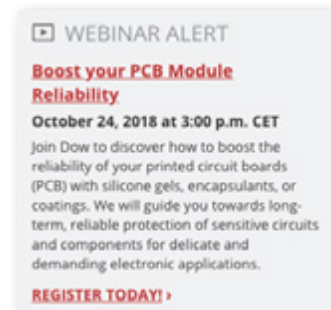 WEBINAR ALERT
Boost your PCB Module
Reliability
October 24, 2018 at 3:00 p.m. CET
Join Dow to discover how to boost the
reliability of your printed circuit boards
(PCB) with silicone gels, encapsulants, or
coatings. We will guide you towards long-
term, reliable protection of sensitive circuits
and components for delicate and
demanding electronic applications.
REGISTER TODAY! ›